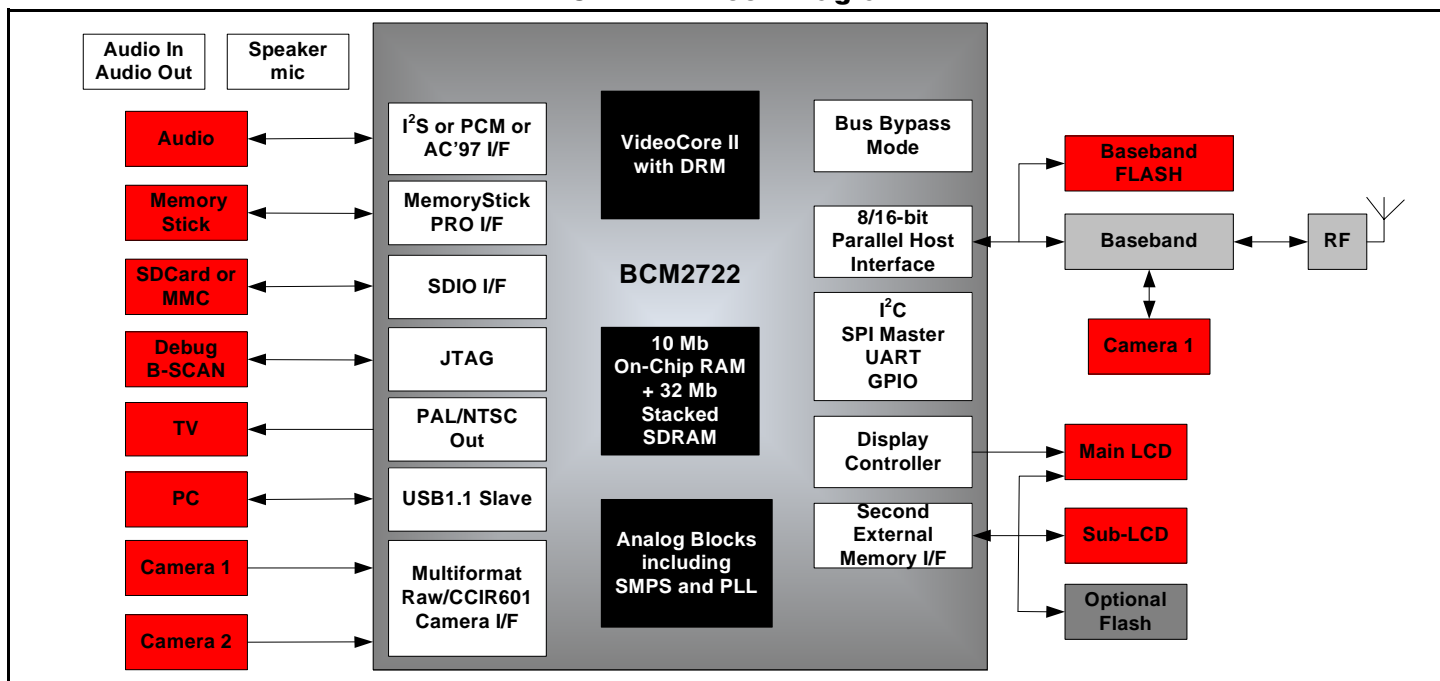 Audio In
Audio Out
Speaker
mic
Audio
Memory
Stick
SDCard or
MMC
Debug
B-SCAN
TV
PC
Camera 1
Camera 2
I²S or PCM or
AC'97 I/F
MemoryStick
PRO I/F
SDIO I/F
JTAG
PAL/NTSC
Out
USB1.1 Slave
Multiformat
Raw/CCIR601
Camera I/F
VideoCore II
with DRM
BCM2722
10 Mb
On-Chip RAM
+ 32 Mb
Stacked
SDRAM
Analog Blocks
including
SMPS and PLL
Bus Bypass
Mode
8/16-bit
Parallel Host
Interface
I²C
SPI Master
UART
GPIO
Display
Controller
Second
External
Memory I/F
Baseband
FLASH
Baseband
RF
Camera 1
Main LCD
Sub-LCD
Optional
Flash